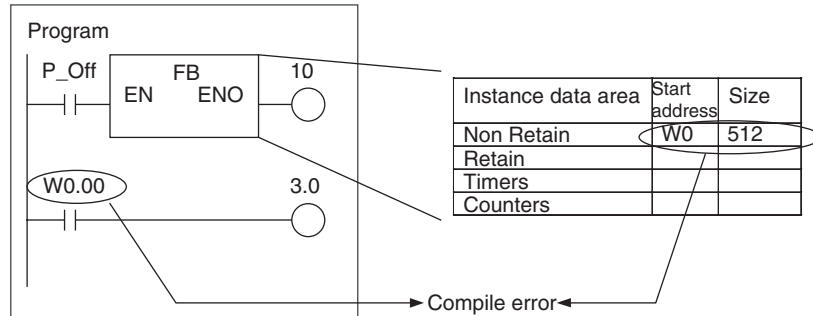 Program
P_Off
FB
10
EN ENO
W0.00
3.0
Instance data area Start address Size
Non Retain W0 512
Retain
Timers
Counters
Compile error